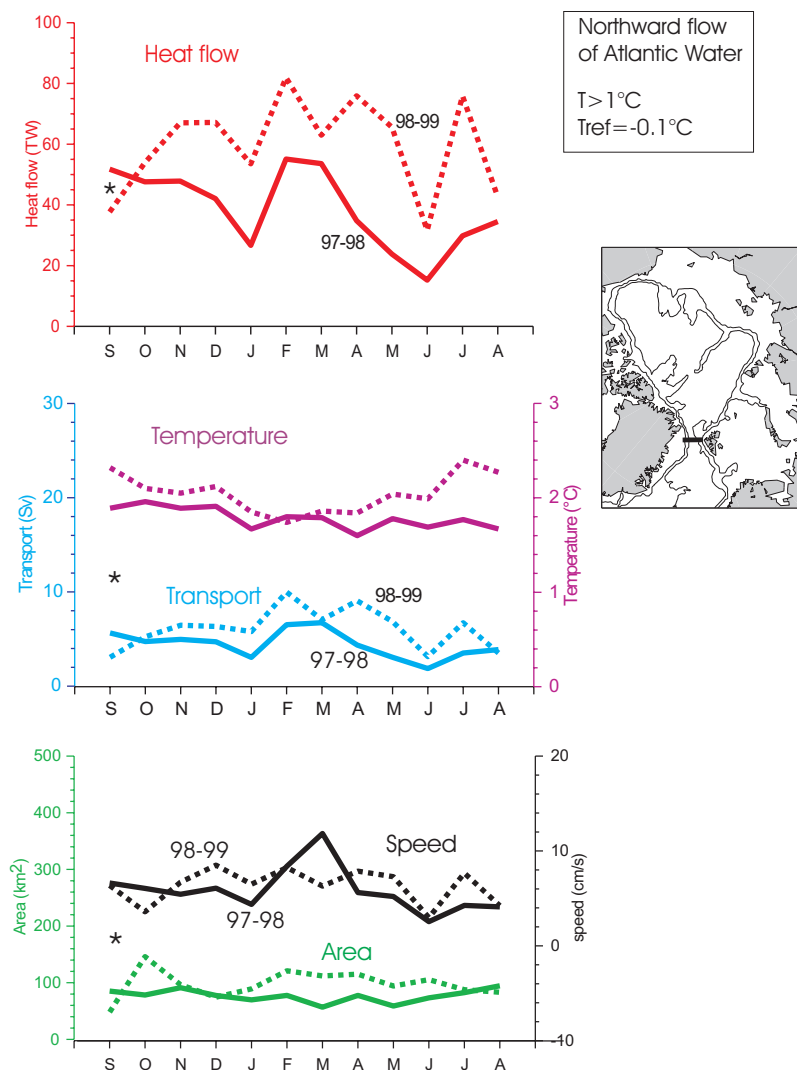 Northward flow
of Atlantic Water
T>1°C
Tref=-0.1°C
Heat flow
Heat flow (TW)
100
80
60
40
20
0
98-99
97-98
*
S O N D J F M A M J J A
Temperature
Transport (Sv)
30
20
10
0
Temperature (°C)
3
2
1
0
*
Transport
98-99
97-98
S O N D J F M A M J J A
Area (km2)
500
400
300
200
100
0
speed (cm/s)
20
10
0
-10
98-99
Speed
97-98
*
Area
S O N D J F M A M J J A